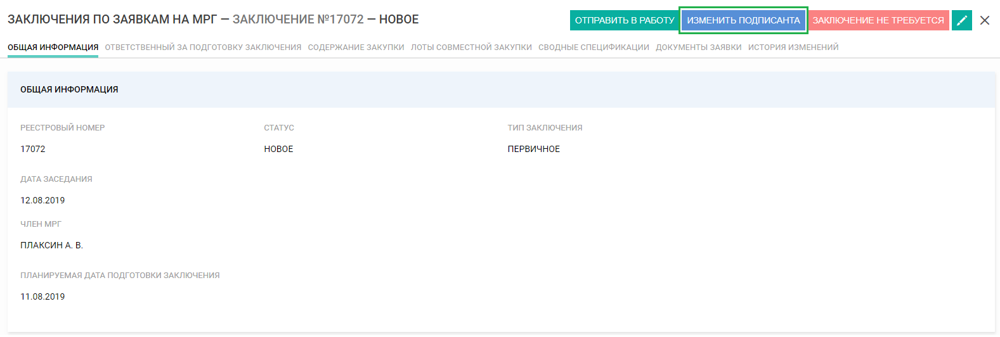 ЗАКЛЮЧЕНИЯ ПО ЗАЯВКАМ НА МРГ — ЗАКЛЮЧЕНИЕ №17072 — НОВОЕ
ОТПРАВИТЬ В РАБОТУ ИЗМЕНИТЬ ПОДПИСАНТА ЗАКЛЮЧЕНИЕ НЕ ТРЕБУЕТСЯ
ОБЩАЯ ИНФОРМАЦИЯ ОТВЕТСТВЕННЫЙ ЗА ПОДГОТОВКУ ЗАКЛЮЧЕНИЯ СОДЕРЖАНИЕ ЗАКУПКИ ЛОТЫ СОВМЕСТНОЙ ЗАКУПКИ СВОДНЫЕ СПЕЦИФИКАЦИИ ДОКУМЕНТЫ ЗАЯВКИ ИСТОРИЯ ИЗМЕНЕНИЙ
ОБЩАЯ ИНФОРМАЦИЯ
РЕЕСТРОВЫЙ НОМЕР СТАТУС ТИП ЗАКЛЮЧЕНИЯ
17072 НОВОЕ ПЕРВИЧНОЕ
ДАТА ЗАСЕДАНИЯ
12.08.2019
ЧЛЕН МРГ
ПЛАКСИН А. В.
ПЛАНИРУЕМАЯ ДАТА ПОДГОТОВКИ ЗАКЛЮЧЕНИЯ
11.08.2019